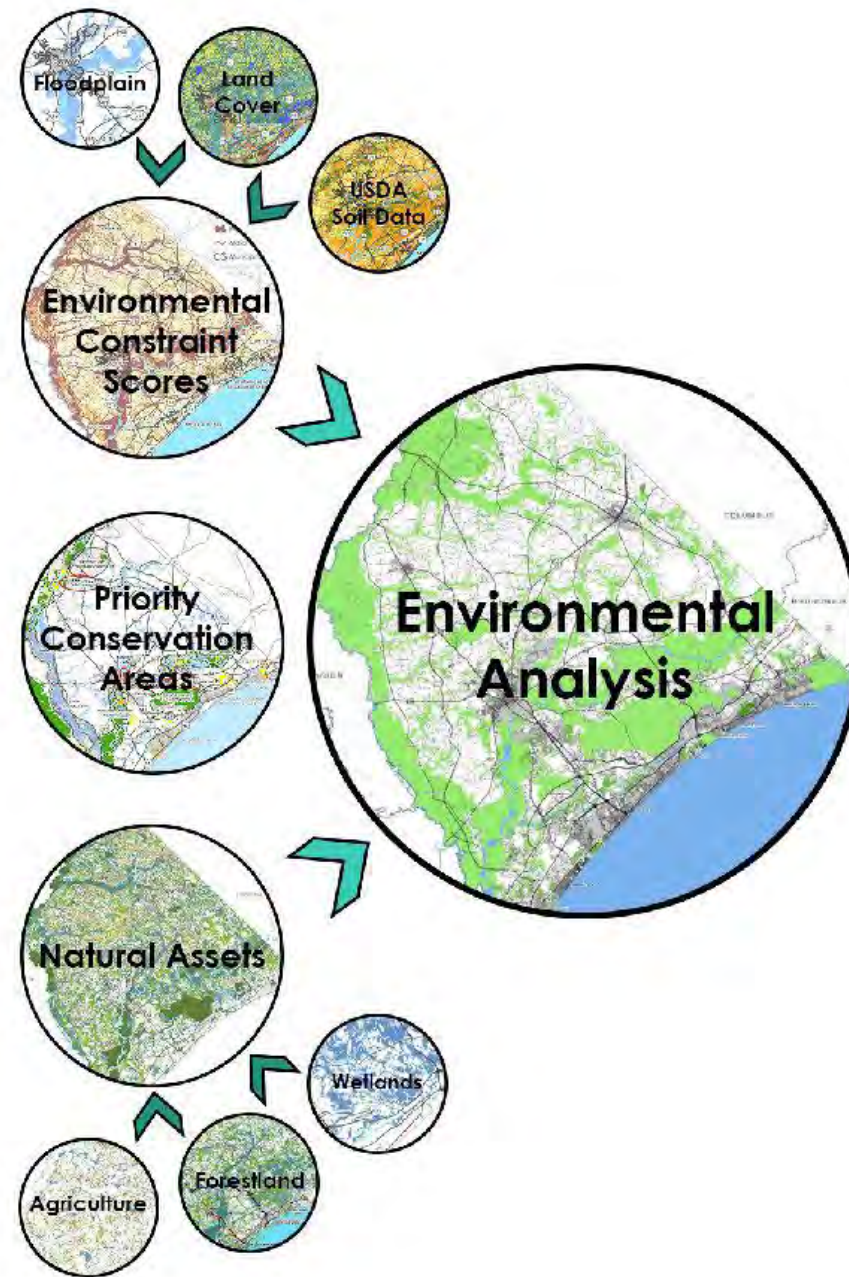 Floodplain
Land
Cover
USDA
Soil Data
Environmental
Constraint
Scores
Priority
Conservation
Areas
Environmental
Analysis
Natural Assets
Wetlands
Forestland
Agriculture